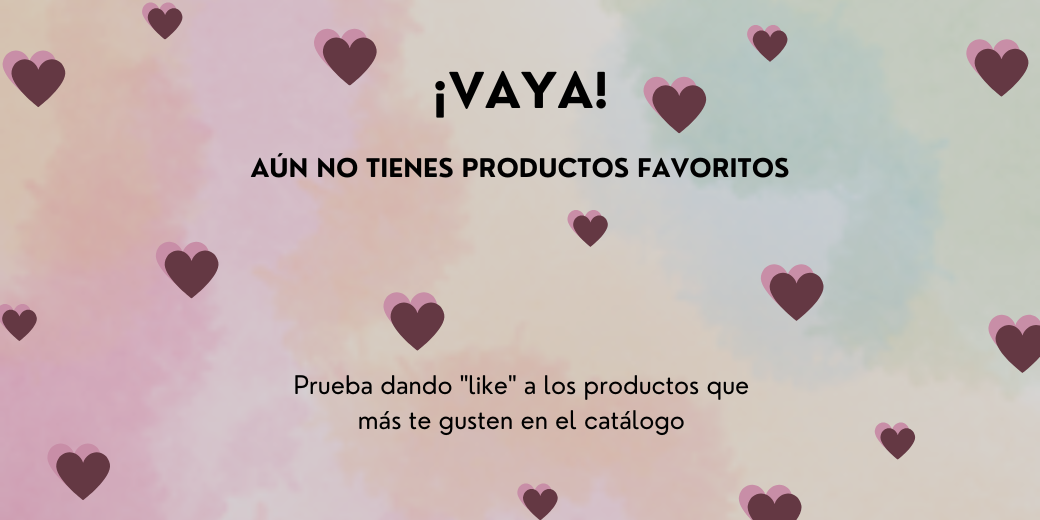 ¡VAYA!
AÚN NO TIENES PRODUCTOS FAVORITOS
Prueba dando "like" a los productos que
más te gusten en el catálogo